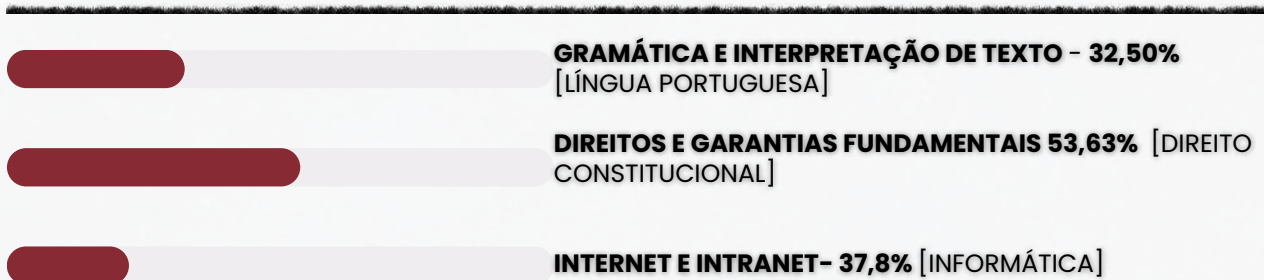 GRAMÁTICA E INTERPRETAÇÃO DE TEXTO - 32,50%
[LÍNGUA PORTUGUESA]
DIREITOS E GARANTIAS FUNDAMENTAIS 53,63% [DIREITO
CONSTITUCIONAL]
INTERNET E INTRANET- 37,8% [INFORMÁTICA]